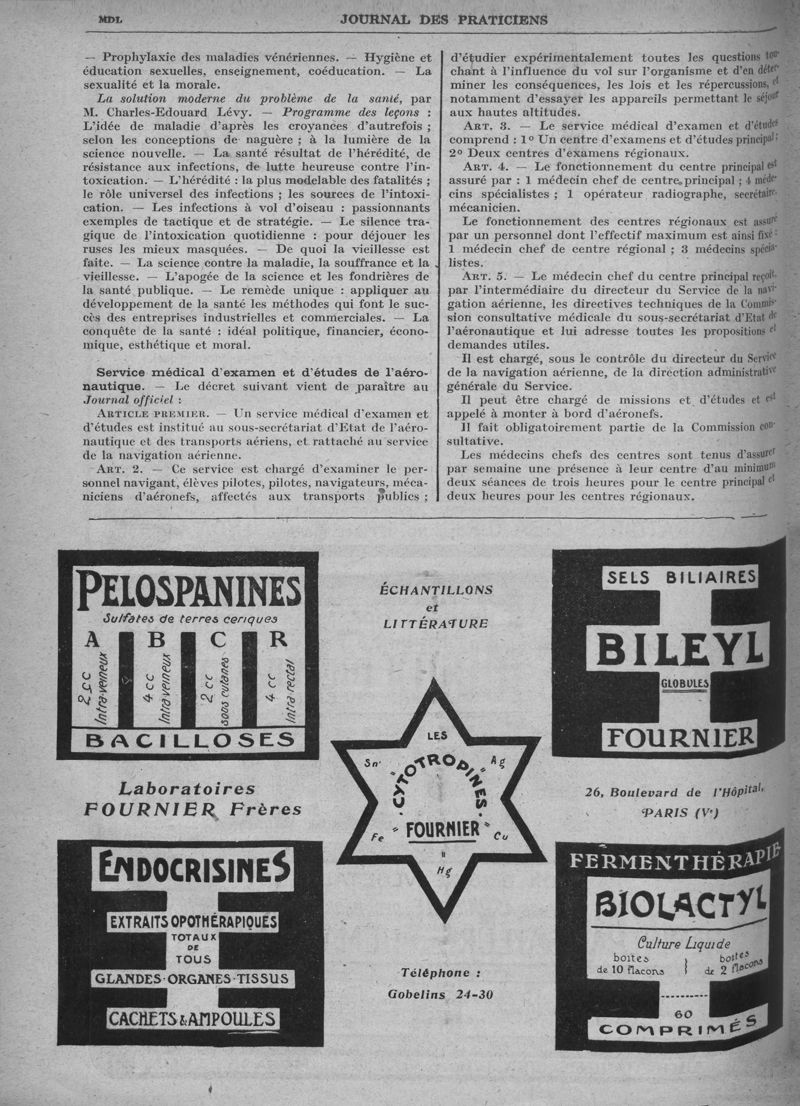 MDL
JOURNAL DES PRATICIENS
— Prophylaxie des maladies vénériennes. — Hygiène et
éducation sexuelles, enseignement, coéducation. — La
sexualité et la morale.
La solution moderne du problème de la santé, par
M. Charles-Edouard Lévy. — Programme des leçons :
L'idée de maladie d'après les croyances d'autrefois ;
selon les conceptions de naguère ; à la lumière de la
science nouvelle. — La santé résultat de l'hérédité, de
résistance aux infections, de lutte heureuse contre l'in-
toxication. — L'hérédité : la plus modelable des fatalités ;
le rôle universel des infections ; les sources de l'intoxi-
cation. — Les infections à vol d'oiseau : passionnants
exemples de tactique et de stratégie. — Le silence tra-
gique de l'intoxication quotidienne : pour déjouer les
ruses les mieux masquées. — De quoi la vieillesse est
faite. — La science contre la maladie, la souffrance et la
vieillesse. — L'apogée de la science et les fondrières de
la santé publique. — Le remède unique : appliquer au
développement de la santé les méthodes qui font le suc-
cès des entreprises industrielles et commerciales. — La
conquête de la santé : idéal politique, financier, écono-
mique, esthétique et moral.
Service médical d'examen et d'études de l'aéro-
nautique. — Le décret suivant vient de paraître au
Journal officiel :
ARTICLE PREMIER. — Un service médical d'examen et
d'études est institué au sous-secrétariat d'Etat de l'aéro-
nautique et des transports aériens, et rattaché au service
de la navigation aérienne.
ART. 2. — Ce service est chargé d'examiner le per-
sonnel navigant, élèves pilotes, pilotes, navigateurs, méca-
niciens d'aéronefs, affectés aux transports publics ;
d'étudier expérimentalement toutes les questions tou-
chant à l'influence du vol sur l'organisme et d'en déter-
miner les conséquences, les lois et les répercussions, et
notamment d'essayer les appareils permettant le séjour
aux hautes altitudes.
ART. 3. — Le service médical d'examen et d'études
comprend : 1° Un centre d'examens et d'études principal ;
2° Deux centres d'examens régionaux.
ART. 4. — Le fonctionnement du centre principal est
assuré par : 1 médecin chef de centre principal ; 4 méde-
cins spécialistes ; 1 opérateur radiographe, secrétaire-
mécanicien.
Le fonctionnement des centres régionaux est assuré
par un personnel dont l'effectif maximum est ainsi fixé :
1 médecin chef de centre régional ; 3 médecins spécia-
listes.
ART. 5. — Le médecin chef du centre principal reçoit,
par l'intermédiaire du directeur du Service de la navi-
gation aérienne, les directives techniques de la Commis-
sion consultative médicale du sous-secrétariat d'Etat de
l'aéronautique et lui adresse toutes les propositions et
demandes utiles.
Il est chargé, sous le contrôle du directeur du Service
de la navigation aérienne, de la direction administrative
générale du Service.
Il peut être chargé de missions et d'études et est
appelé à monter à bord d'aéronefs.
Il fait obligatoirement partie de la Commission con-
sultative.
Les médecins chefs des centres sont tenus d'assurer
par semaine une présence à leur centre d'au minimum
deux séances de trois heures pour le centre principal et
deux heures pour les centres régionaux.
PELOSPANINES
Sulfates de terres ceriques
A B C R
2 cc Intra veineux
4 cc Intra veineux
2 cc sous cutanés
4 cc Intra rectal
BACILLOSES
Laboratoires
FOURNIER Frères
ENDOCRISINES
EXTRAITS OPOTHÉRAPIQUES
TOTAUX
DE
TOUS
GLANDES·ORGANES·TISSUS
CACHETS & AMPOULES
ÉCHANTILLONS
et
LITTÉRATURE
LES
Sn
Ag
"CYTOTROPINES"
"FOURNIER"
Fe
Cu
Hg
Téléphone :
Gobelins 24-30
SELS BILIAIRES
BILEYL
GLOBULES
FOURNIER
26, Boulevard de l'Hôpital,
PARIS (Ve)
FERMENTHÉRAPIE
BIOLACTYL
Culture Liquide
boites de 10 flacons
boites de 2 flacons
60
COMPRIMÉS